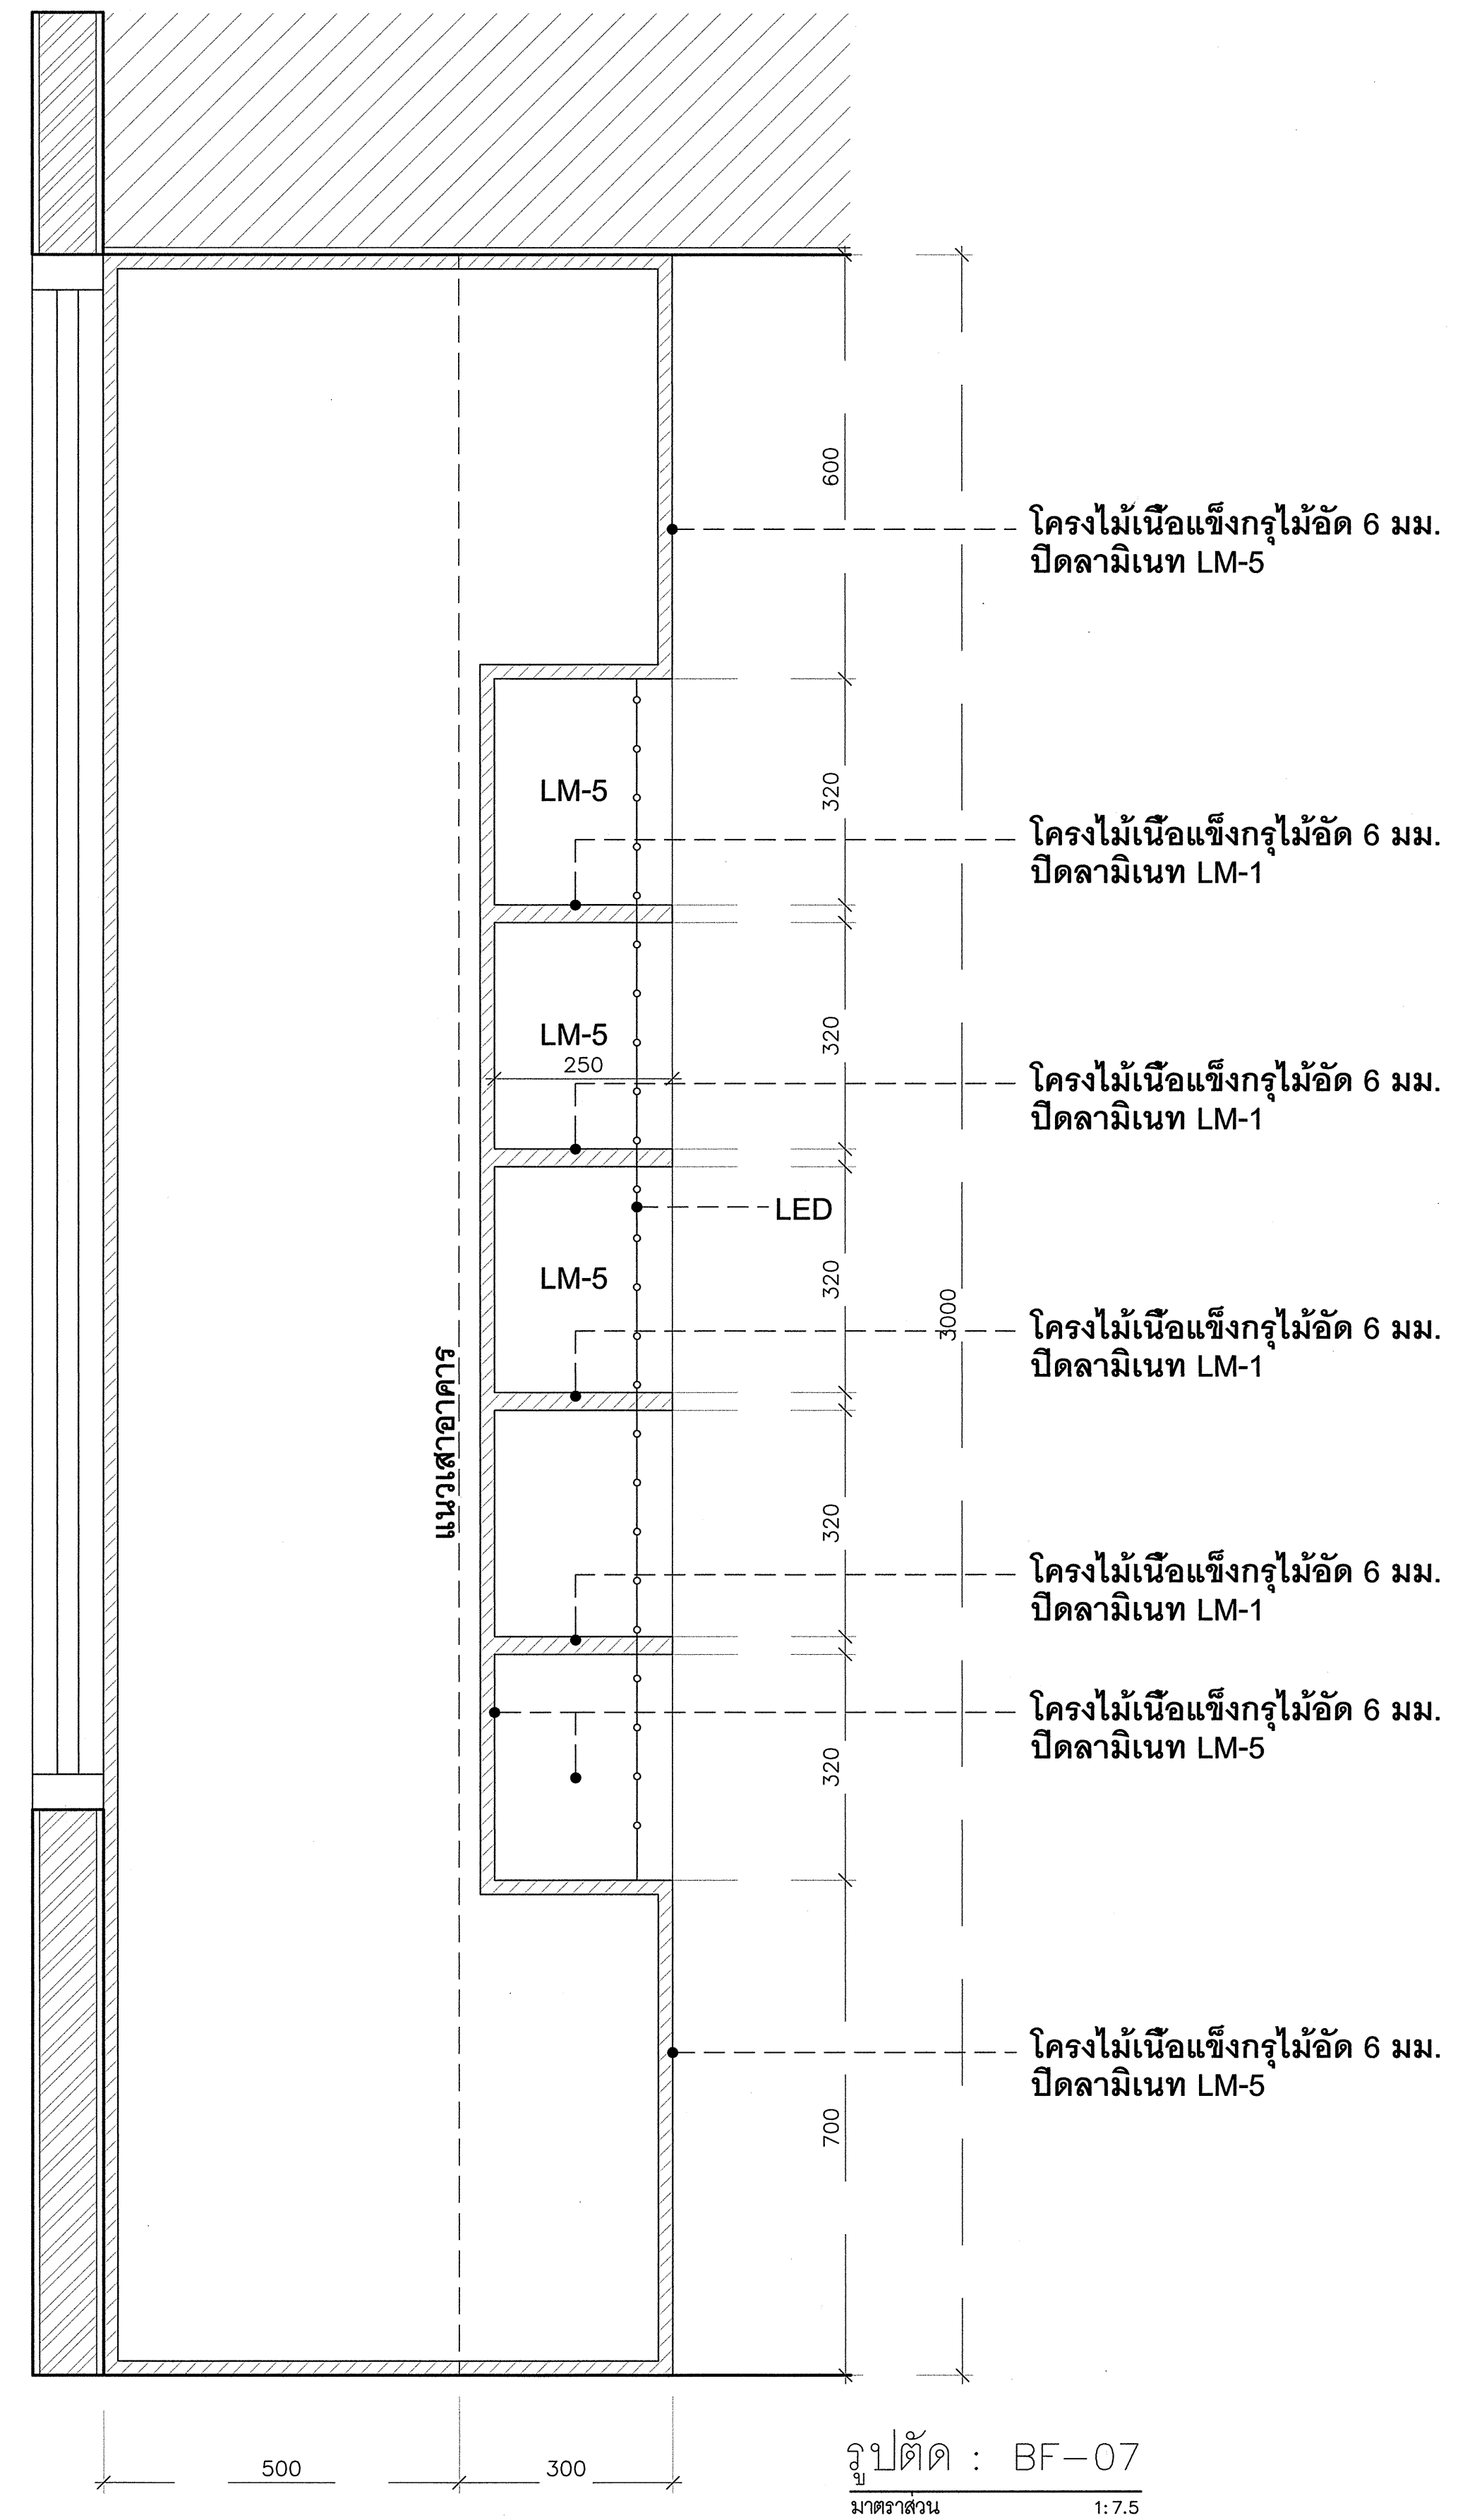 600
โครงไม้เนื้อแข็งกรุไม้อัด 6 มม.
ปิดลามิเนท LM-5
LM-5
320
โครงไม้เนื้อแข็งกรุไม้อัด 6 มม.
ปิดลามิเนท LM-1
LM-5
250
320
โครงไม้เนื้อแข็งกรุไม้อัด 6 มม.
ปิดลามิเนท LM-1
LED
LM-5
320
3000
โครงไม้เนื้อแข็งกรุไม้อัด 6 มม.
ปิดลามิเนท LM-1
แนวเสาอาคาร
320
โครงไม้เนื้อแข็งกรุไม้อัด 6 มม.
ปิดลามิเนท LM-1
320
โครงไม้เนื้อแข็งกรุไม้อัด 6 มม.
ปิดลามิเนท LM-5
โครงไม้เนื้อแข็งกรุไม้อัด 6 มม.
ปิดลามิเนท LM-5
700
500
300
รูปตัด : BF-07
มาตราส่วน 1:7.5